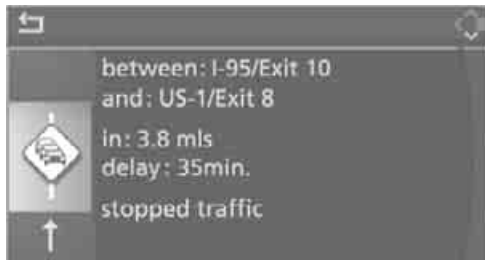 between: I-95/Exit 10
and: US-1/Exit 8
in: 3.8 mls
delay: 35min.
stopped traffic